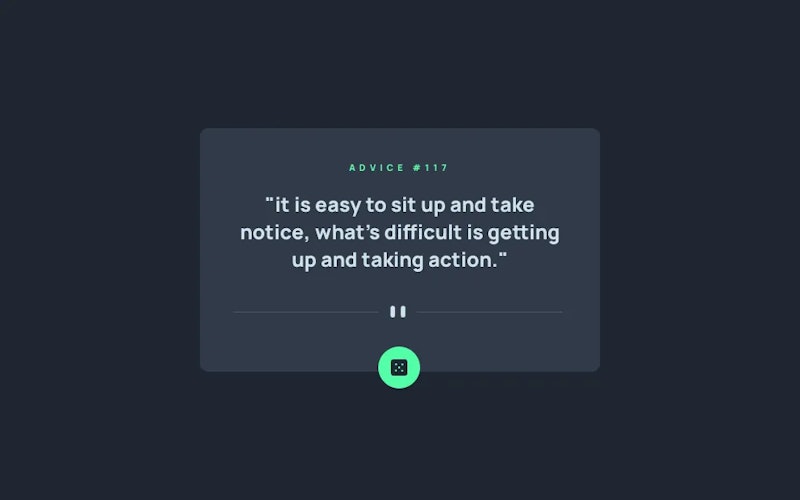 ADVICE #117
"it is easy to sit up and take
notice, what's difficult is getting
up and taking action."